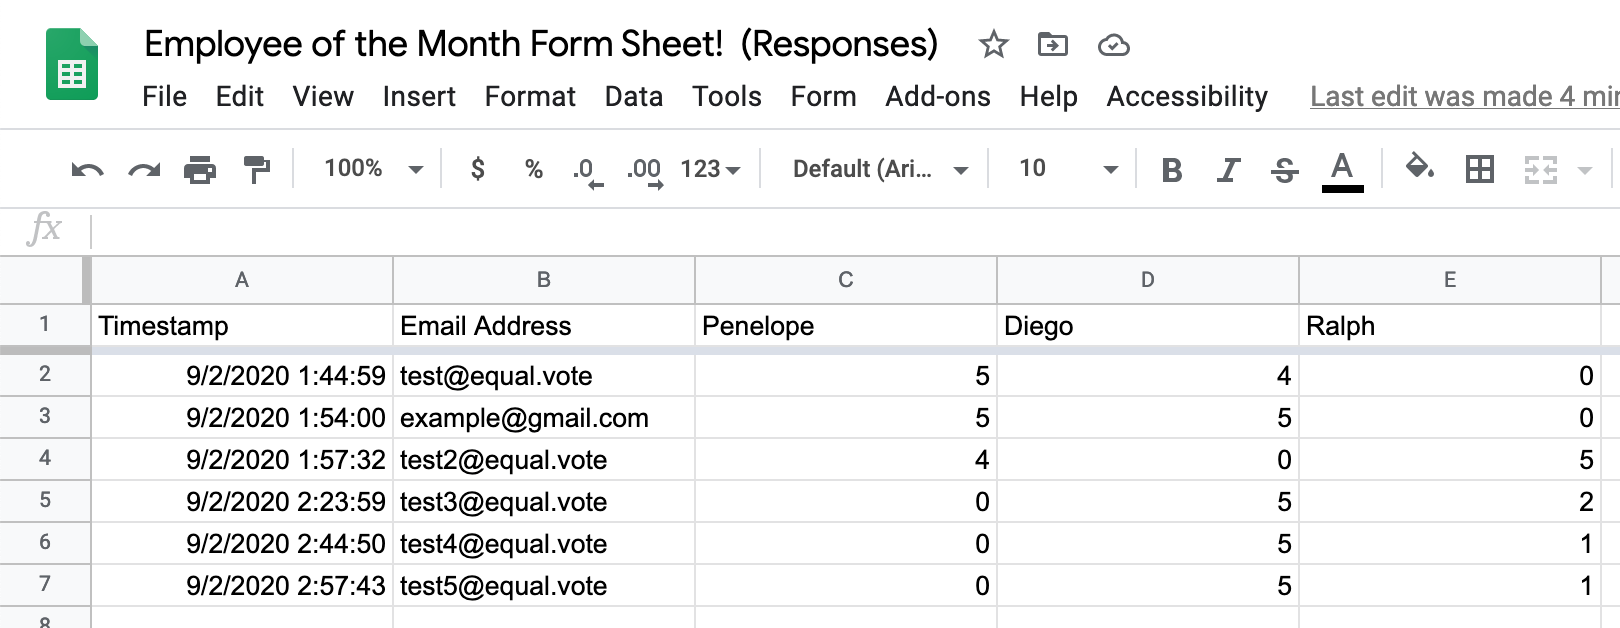 Employee of the Month Form Sheet! (Responses)
File Edit View Insert Format Data Tools Form Add-ons Help Accessibility Last edit was made 4
100% $ % .0 .00 123 Default (Ari... 10 B I S A
fx
A B C D E
1 Timestamp Email Address Penelope Diego Ralph
2 9/2/2020 1:44:59 test@equal.vote 5 4 0
3 9/2/2020 1:54:00 example@gmail.com 5 5 0
4 9/2/2020 1:57:32 test2@equal.vote 4 0 5
5 9/2/2020 2:23:59 test3@equal.vote 0 5 2
6 9/2/2020 2:44:50 test4@equal.vote 0 5 1
7 9/2/2020 2:57:43 test5@equal.vote 0 5 1
8